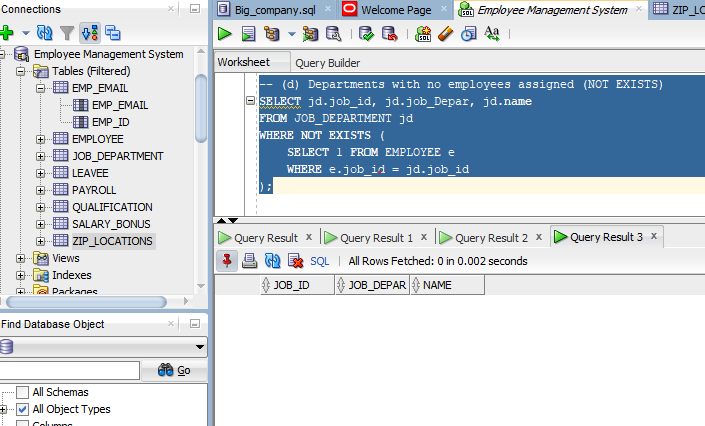 Connections
Employee Management System
Tables (Filtered)
EMP_EMAIL
EMP_EMAIL
EMP_ID
EMPLOYEE
JOB_DEPARTMENT
LEAVEE
PAYROLL
QUALIFICATION
SALARY_BONUS
ZIP_LOCATIONS
Views
Indexes
Packages
Find Database Object
Go
All Schemas
All Object Types
Columns
Big_company.sql Welcome Page Employee Management System ZIP_LO
Aa
Worksheet Query Builder
-- (d) Departments with no employees assigned (NOT EXISTS)
SELECT jd.job_id, jd.job_Depar, jd.name
FROM JOB_DEPARTMENT jd
WHERE NOT EXISTS (
SELECT 1 FROM EMPLOYEE e
WHERE e.job_id = jd.job_id
);
Query Result x Query Result 1 x Query Result 2 x Query Result 3 x
SQL | All Rows Fetched: 0 in 0.002 seconds
JOB_ID JOB_DEPAR NAME